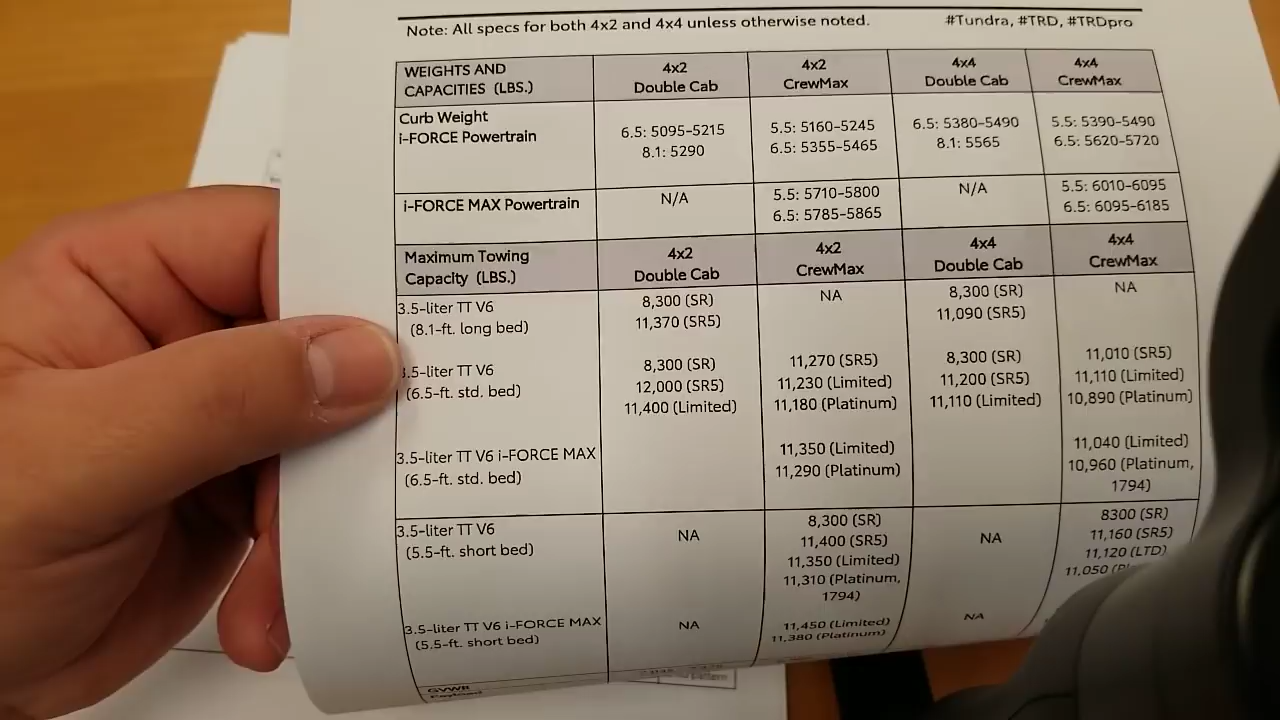 Note: All specs for both 4x2 and 4x4 unless otherwise noted. #Tundra, #TRD, #TRDpro
WEIGHTS AND CAPACITIES (LBS.) 4x2 Double Cab 4x2 CrewMax 4x4 Double Cab 4x4 CrewMax
Curb Weight
i-FORCE Powertrain
6.5: 5095-5215
8.1: 5290
5.5: 5160-5245
6.5: 5355-5465
6.5: 5380-5490
8.1: 5565
5.5: 5390-5490
6.5: 5620-5720
i-FORCE MAX Powertrain
N/A
5.5: 5710-5800
6.5: 5785-5865
N/A
5.5: 6010-6095
6.5: 6095-6185
Maximum Towing
Capacity (LBS.)
4x2
Double Cab
4x2
CrewMax
4x4
Double Cab
4x4
CrewMax
3.5-liter TT V6
(8.1-ft. long bed)
8,300 (SR)
11,370 (SR5)
NA
8,300 (SR)
11,090 (SR5)
NA
.5-liter TT V6
(6.5-ft. std. bed)
8,300 (SR)
12,000 (SR5)
11,400 (Limited)
11,270 (SR5)
11,230 (Limited)
11,180 (Platinum)
8,300 (SR)
11,200 (SR5)
11,110 (Limited)
11,010 (SR5)
11,110 (Limited)
10,890 (Platinum)
3.5-liter TT V6 i-FORCE MAX
(6.5-ft. std. bed)
11,350 (Limited)
11,290 (Platinum)
11,040 (Limited)
10,960 (Platinum,
1794)
3.5-liter TT V6
(5.5-ft. short bed)
NA
8,300 (SR)
11,400 (SR5)
11,350 (Limited)
11,310 (Platinum,
1794)
NA
8300 (SR)
11,160 (SR5)
11,120 (LTD)
11,050
3.5-liter TT V6 i-FORCE MAX
(5.5-ft. short bed)
NA
11,450 (Limited)
11,380 (Platinum)
NA
GVWR
Payload